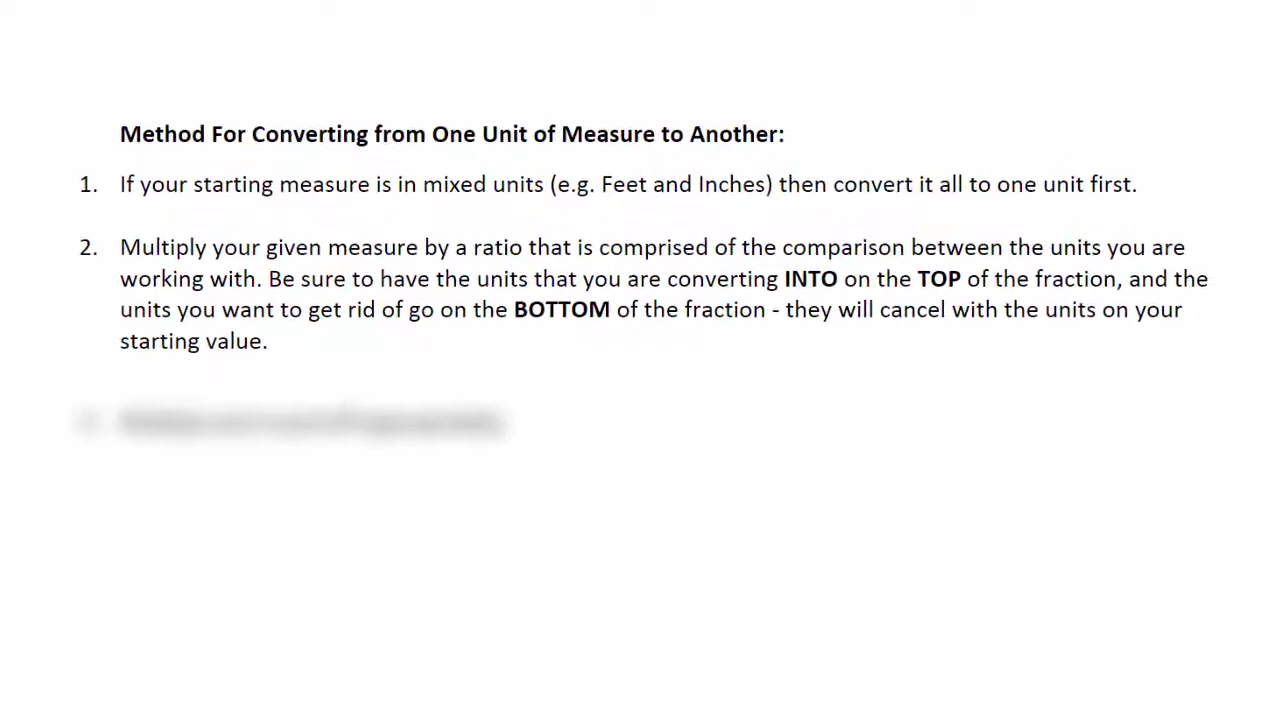 Method For Converting from One Unit of Measure to Another:
1. If your starting measure is in mixed units (e.g. Feet and Inches) then convert it all to one unit first.
2. Multiply your given measure by a ratio that is comprised of the comparison between the units you are
working with. Be sure to have the units that you are converting INTO on the TOP of the fraction, and the
units you want to get rid of go on the BOTTOM of the fraction - they will cancel with the units on your
starting value.